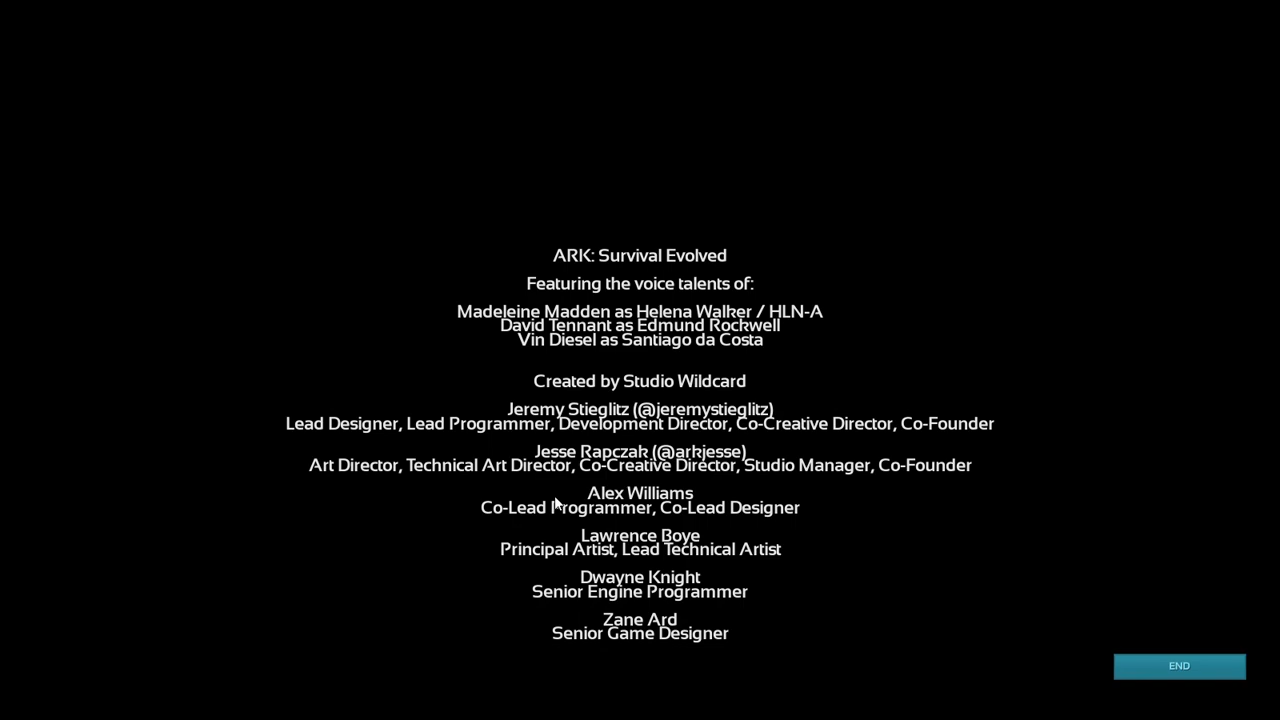 ARK: Survival Evolved
Featuring the voice talents of:
Madeleine Madden as Helena Walker / HLN-A
David Tennant as Edmund Rockwell
Vin Diesel as Santiago da Costa
Created by Studio Wildcard
Jeremy Stieglitz (@jeremystieglitz)
Lead Designer, Lead Programmer, Development Director, Co-Creative Director, Co-Founder
Jesse Rapczak (@arkjesse)
Art Director, Technical Art Director, Co-Creative Director, Studio Manager, Co-Founder
Alex Williams
Co-Lead Programmer, Co-Lead Designer
Lawrence Boye
Principal Artist, Lead Technical Artist
Dwayne Knight
Senior Engine Programmer
Zane Ard
Senior Game Designer
END